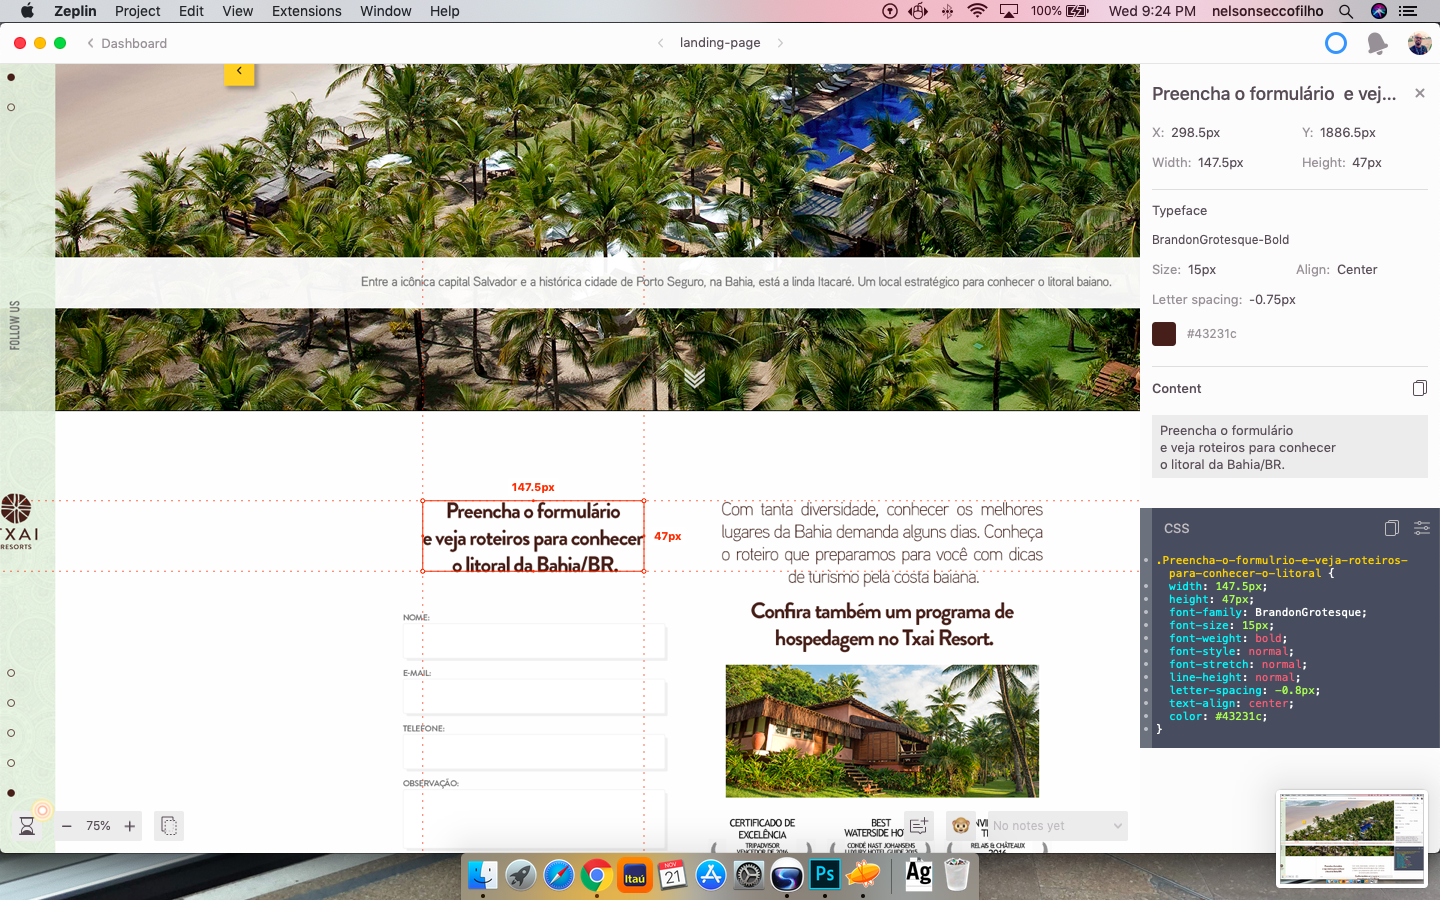 Zeplin Project Edit View Extensions Window Help
100% Wed 9:24 PM nelsonseccofilho
Dashboard
landing-page
Entre a icônica capital Salvador e a histórica cidade de Porto Seguro, na Bahia, está a linda Itacaré. Um local estratégico para conhecer o litoral baiano.
FOLLOW US
TXAI
RESORTS
147.5px
47px
Preencha o formulário
e veja roteiros para conhecer
o litoral da Bahia/BR.
NOME:
E-MAIL:
TELEFONE:
OBSERVAÇÃO:
Com tanta diversidade, conhecer os melhores
lugares da Bahia demanda alguns dias. Conheça
o roteiro que preparamos para você com dicas
de turismo pela costa baiana.
Confira também um programa de
hospedagem no Txai Resort.
CERTIFICADO DE
EXCELÊNCIA
TRIPADVISOR
VENCEDOR DE 2016
BEST
WATERSIDE HO
CONDÉ NAST JOHANSENS
LUXURY HOTEL GUIDE 2015
NVI
T
RELAIS & CHÂTEAUX
2016
75%
No notes yet
Preencha o formulário e vej...
X: 298.5px Y: 1886.5px
Width: 147.5px Height: 47px
Typeface
BrandonGrotesque-Bold
Size: 15px Align: Center
Letter spacing: -0.75px
#43231c
Content
Preencha o formulário
e veja roteiros para conhecer
o litoral da Bahia/BR.
CSS
.Preencha-o-formulrio-e-veja-roteiros-
para-conhecer-o-litoral {
width: 147.5px;
height: 47px;
font-family: BrandonGrotesque;
font-size: 15px;
font-weight: bold;
font-style: normal;
font-stretch: normal;
line-height: normal;
letter-spacing: -0.8px;
text-align: center;
color: #43231c;
}
Itaú
NOV
21
Ps
Ag